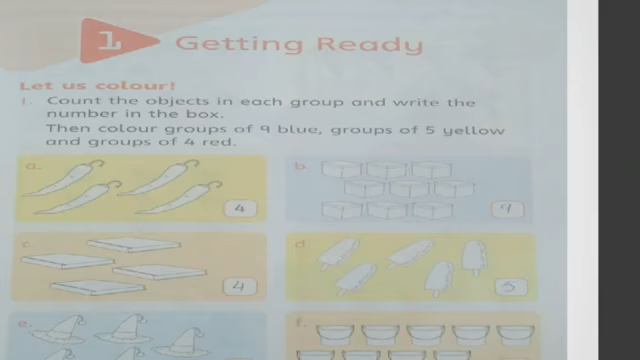 1 Getting Ready
Let us colour!
1. Count the objects in each group and write the
number in the box.
Then colour groups of 9 blue, groups of 5 yellow
and groups of 4 red.
a. b.
4 9
c. d.
4 5
e. f.